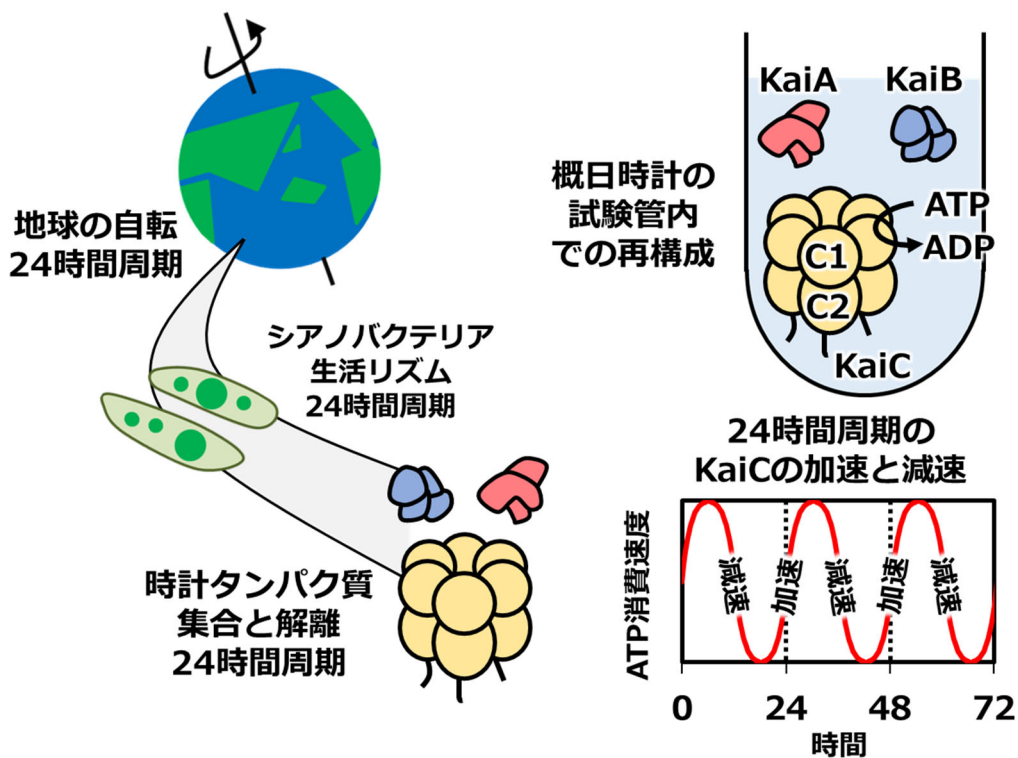 地球の自転
24時間周期
シアノバクテリア
生活リズム
24時間周期
時計タンパク質
集合と解離
24時間周期
概日時計の
試験管内
での再構成
KaiA
KaiB
ATP
ADP
C1
C2
KaiC
24時間周期の
KaiCの加速と減速
ATP消費速度
減速
加速
減速
加速
減速
0
24
48
72
時間